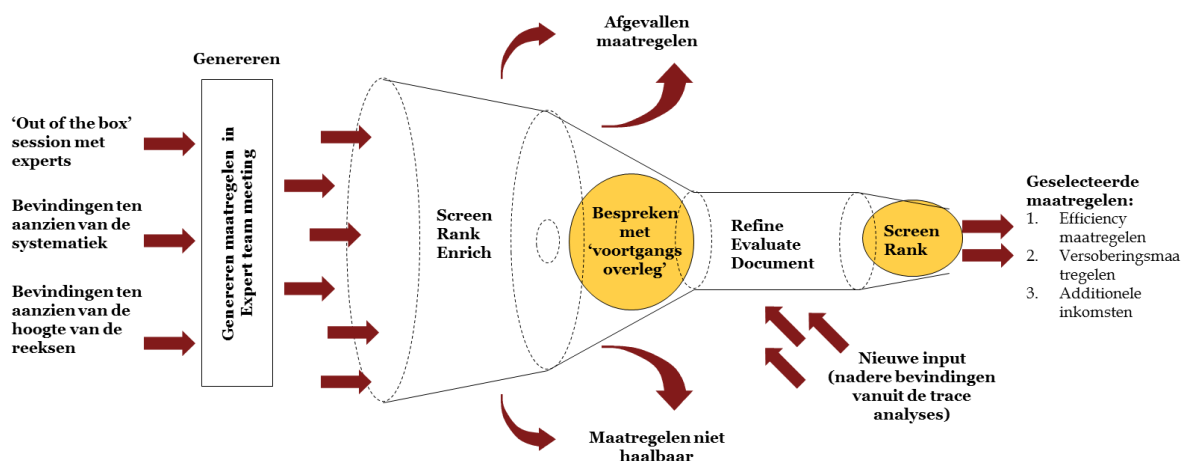 Genereren
‘Out of the box’
session met
experts
Bevindingen ten
aanzien van de
systematiek
Bevindingen ten
aanzien van de
hoogte van de
reeksen
Genereren maatregelen in
Expert team meeting
Screen
Rank
Enrich
Afgevallen
maatregelen
Bespreken
met
‘voortgangs
overleg’
Maatregelen niet
haalbaar
Refine
Evaluate
Document
Nieuwe input
(nadere bevindingen
vanuit de trace
analyses)
Screen
Rank
Geselecteerde
maatregelen:
1. Efficiency
maatregelen
2. Versoberingsmaa
tregelen
3. Additionele
inkomsten